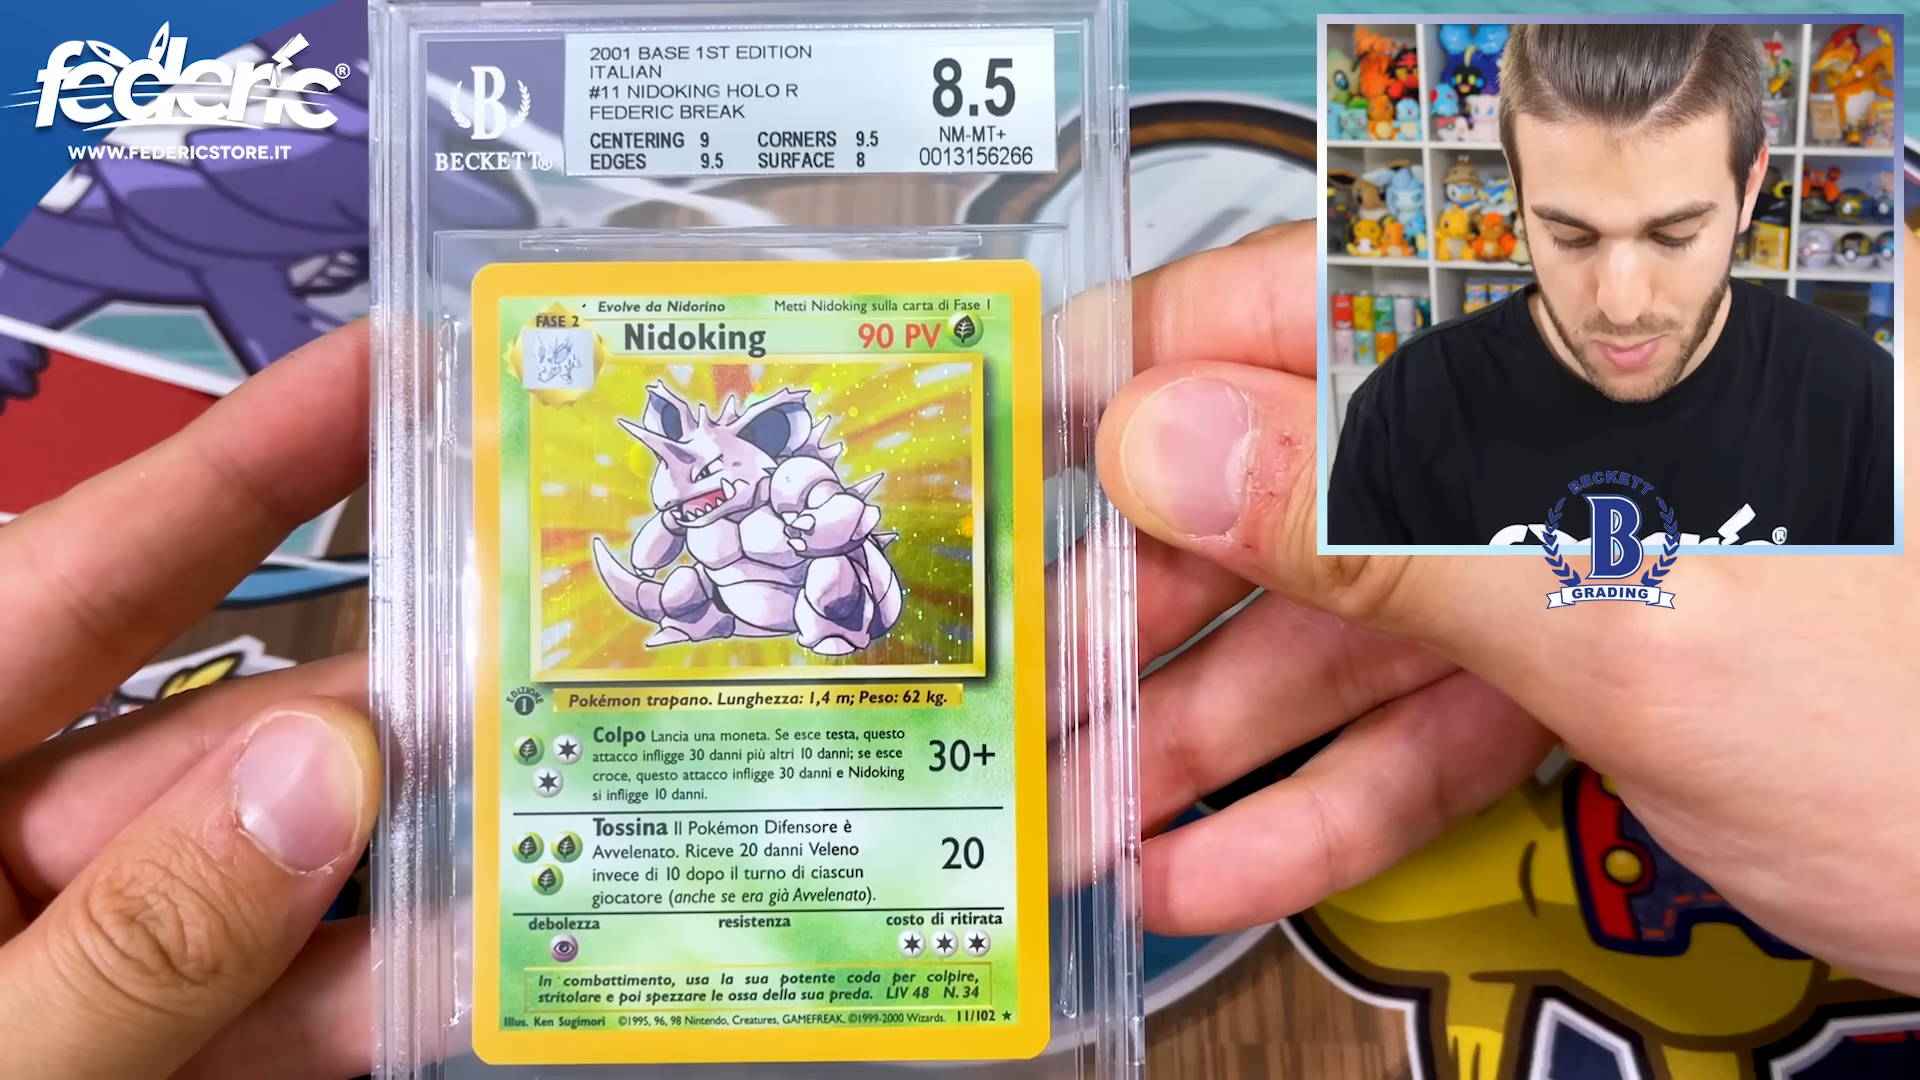 federic®
WWW.FEDERICSTORE.IT
B
BECKETT®
2001 BASE 1ST EDITION
ITALIAN
#11 NIDOKING HOLO R
FEDERIC BREAK
CENTERING 9 CORNERS 9.5
EDGES 9.5 SURFACE 8
8.5
NM-MT+
0013156266
Evolve da Nidorino Metti Nidoking sulla carta di Fase 1
FASE 2
Nidoking 90 PV
EDIZIONE
1
Pokémon trapano. Lunghezza: 1,4 m; Peso: 62 kg.
Colpo Lancia una moneta. Se esce testa, questo
attacco infligge 30 danni più altri 10 danni; se esce
croce, questo attacco infligge 30 danni e Nidoking
si infligge 10 danni.
30+
Tossina Il Pokémon Difensore è
Avvelenato. Riceve 20 danni Veleno
invece di 10 dopo il turno di ciascun
giocatore (anche se era già Avvelenato).
20
debolezza resistenza costo di ritirata
In combattimento, usa la sua potente coda per colpire,
stritolare e poi spezzare le ossa della sua preda. LIV 48 N. 34
Illus. Ken Sugimori ©1995, 96, 98 Nintendo, Creatures, GAMEFREAK. ©1999-2000 Wizards. 11/102 ★
BECKETT
B
GRADING